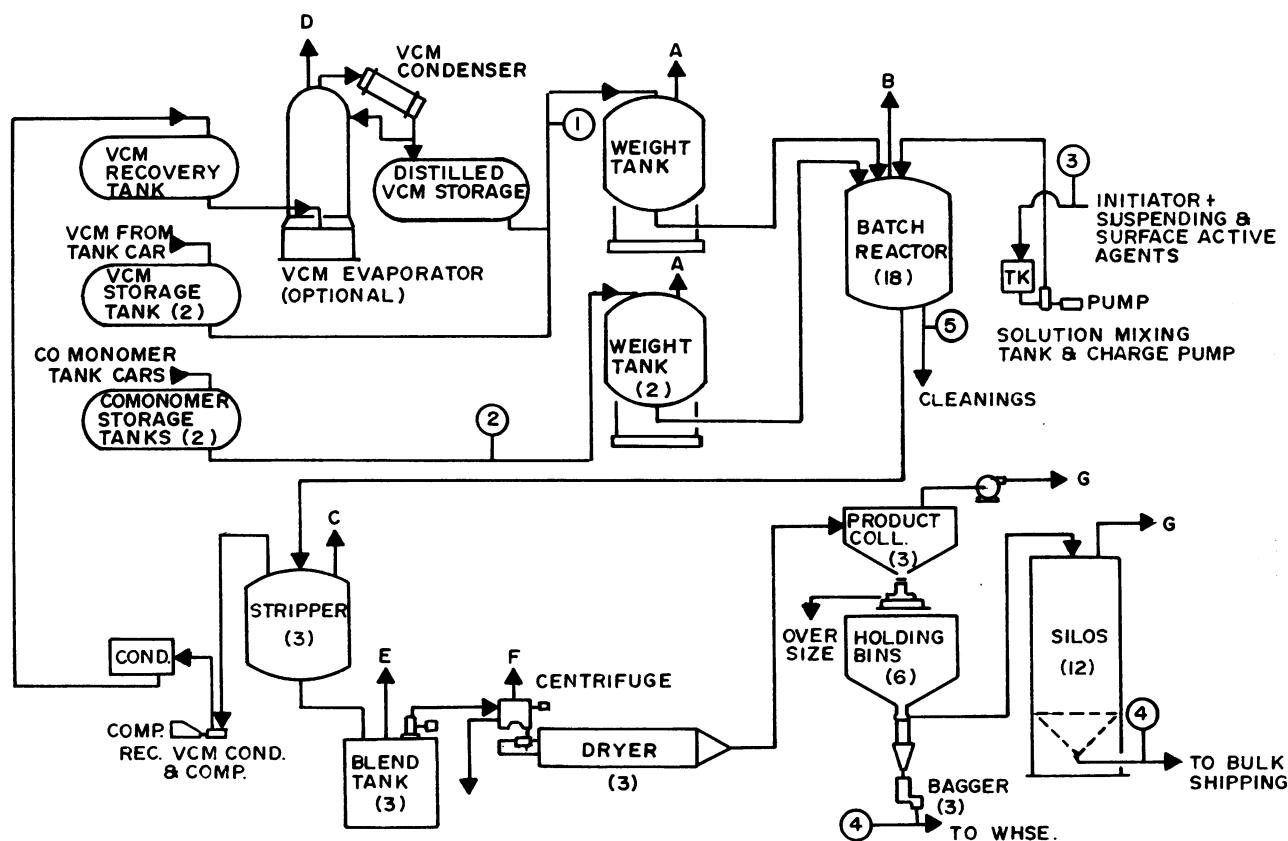 D
VCM
CONDENSER
A
B
VCM
RECOVERY
TANK
1
WEIGHT
TANK
DISTILLED
VCM STORAGE
3
INITIATOR +
SUSPENDING &
SURFACE ACTIVE
AGENTS
VCM FROM
TANK CAR
VCM
STORAGE
TANK (2)
VCM EVAPORATOR
(OPTIONAL)
A
BATCH
REACTOR
(18)
TK
PUMP
SOLUTION MIXING
TANK & CHARGE PUMP
5
CLEANINGS
CO MONOMER
TANK CARS
COMONOMER
STORAGE
TANKS (2)
2
WEIGHT
TANK
(2)
C
STRIPPER
(3)
COND.
COMP.
REC. VCM COND.
& COMP.
E
BLEND
TANK
(3)
F
CENTRIFUGE
DRYER
(3)
PRODUCT
COLL.
(3)
G
G
OVER
SIZE
HOLDING
BINS
(6)
SILOS
(12)
4
TO BULK
SHIPPING
BAGGER
(3)
4
TO WHSE.